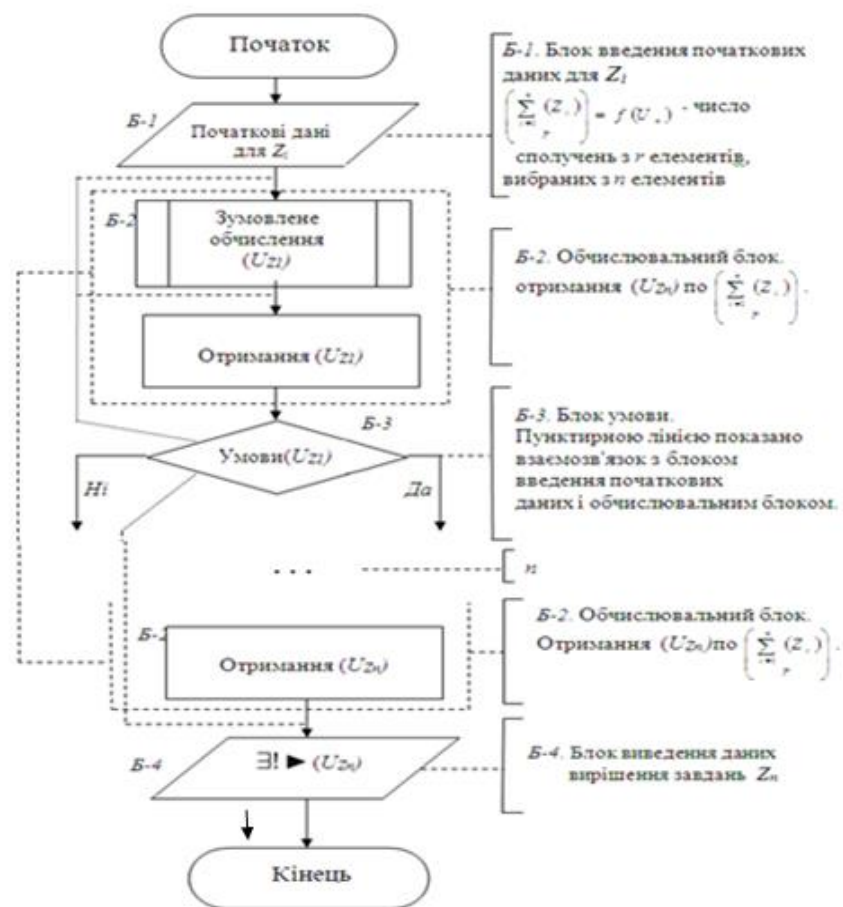 Початок
Б-1
Початкові дані
для Z₁
Б-1. Блок введення початкових
даних для Z₁
(∑ (Z ) r) = f (U ) - число
сполучень з r елементів,
вибраних з n елементів
Б-2
Зумовлене
обчислення
(Uz1)
Отримання (Uz1)
Б-2. Обчислювальний блок.
отримання (Uzn) по (∑ (Z ) r) .
Б-3
Умови(Uz1)
Ні
Да
Б-3. Блок умови.
Пунктирною лінією показано
взаємозв'язок з блоком
введення початкових
даних і обчислювальним блоком.
. . .
n
Б-2
Отримання (Uzn)
Б-2. Обчислювальний блок.
Отримання (Uzn)по (∑ (Z ) r) .
Б-4
∃! ► (Uzn)
Б-4. Блок виведення даних
вирішення завдань Zn
Кінець